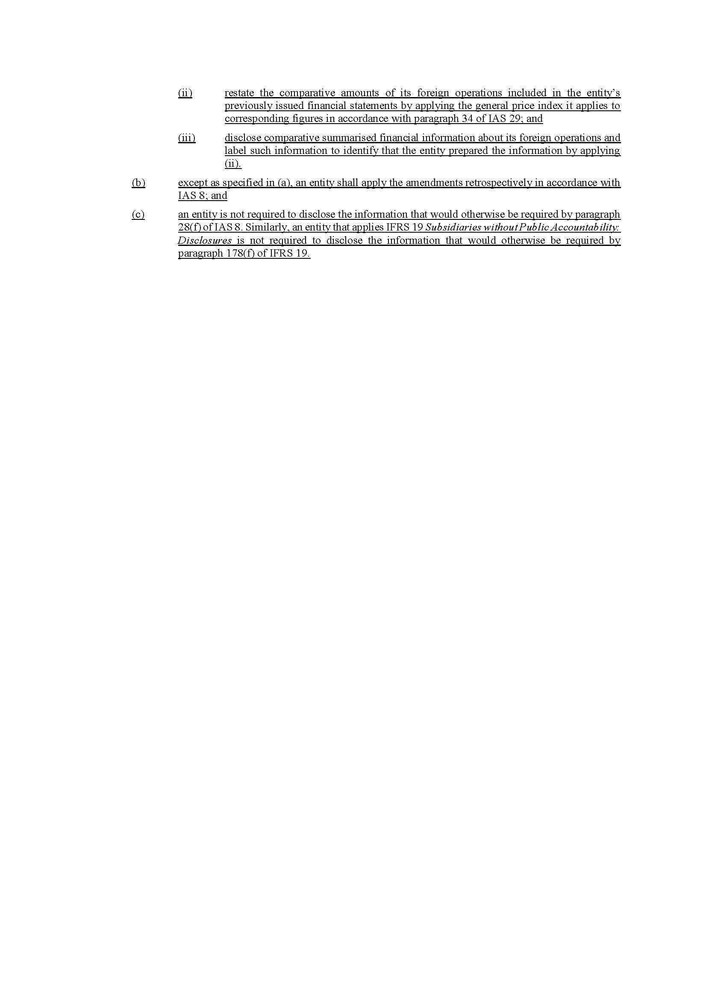 (ii) restate the comparative amounts of its foreign operations included in the entity’s
previously issued financial statements by applying the general price index it applies to
corresponding figures in accordance with paragraph 34 of IAS 29; and
(iii) disclose comparative summarised financial information about its foreign operations and
label such information to identify that the entity prepared the information by applying
(ii).
(b) except as specified in (a), an entity shall apply the amendments retrospectively in accordance with
IAS 8; and
(c) an entity is not required to disclose the information that would otherwise be required by paragraph
28(f) of IAS 8. Similarly, an entity that applies IFRS 19 Subsidiaries without Public Accountability:
Disclosures is not required to disclose the information that would otherwise be required by
paragraph 178(f) of IFRS 19.